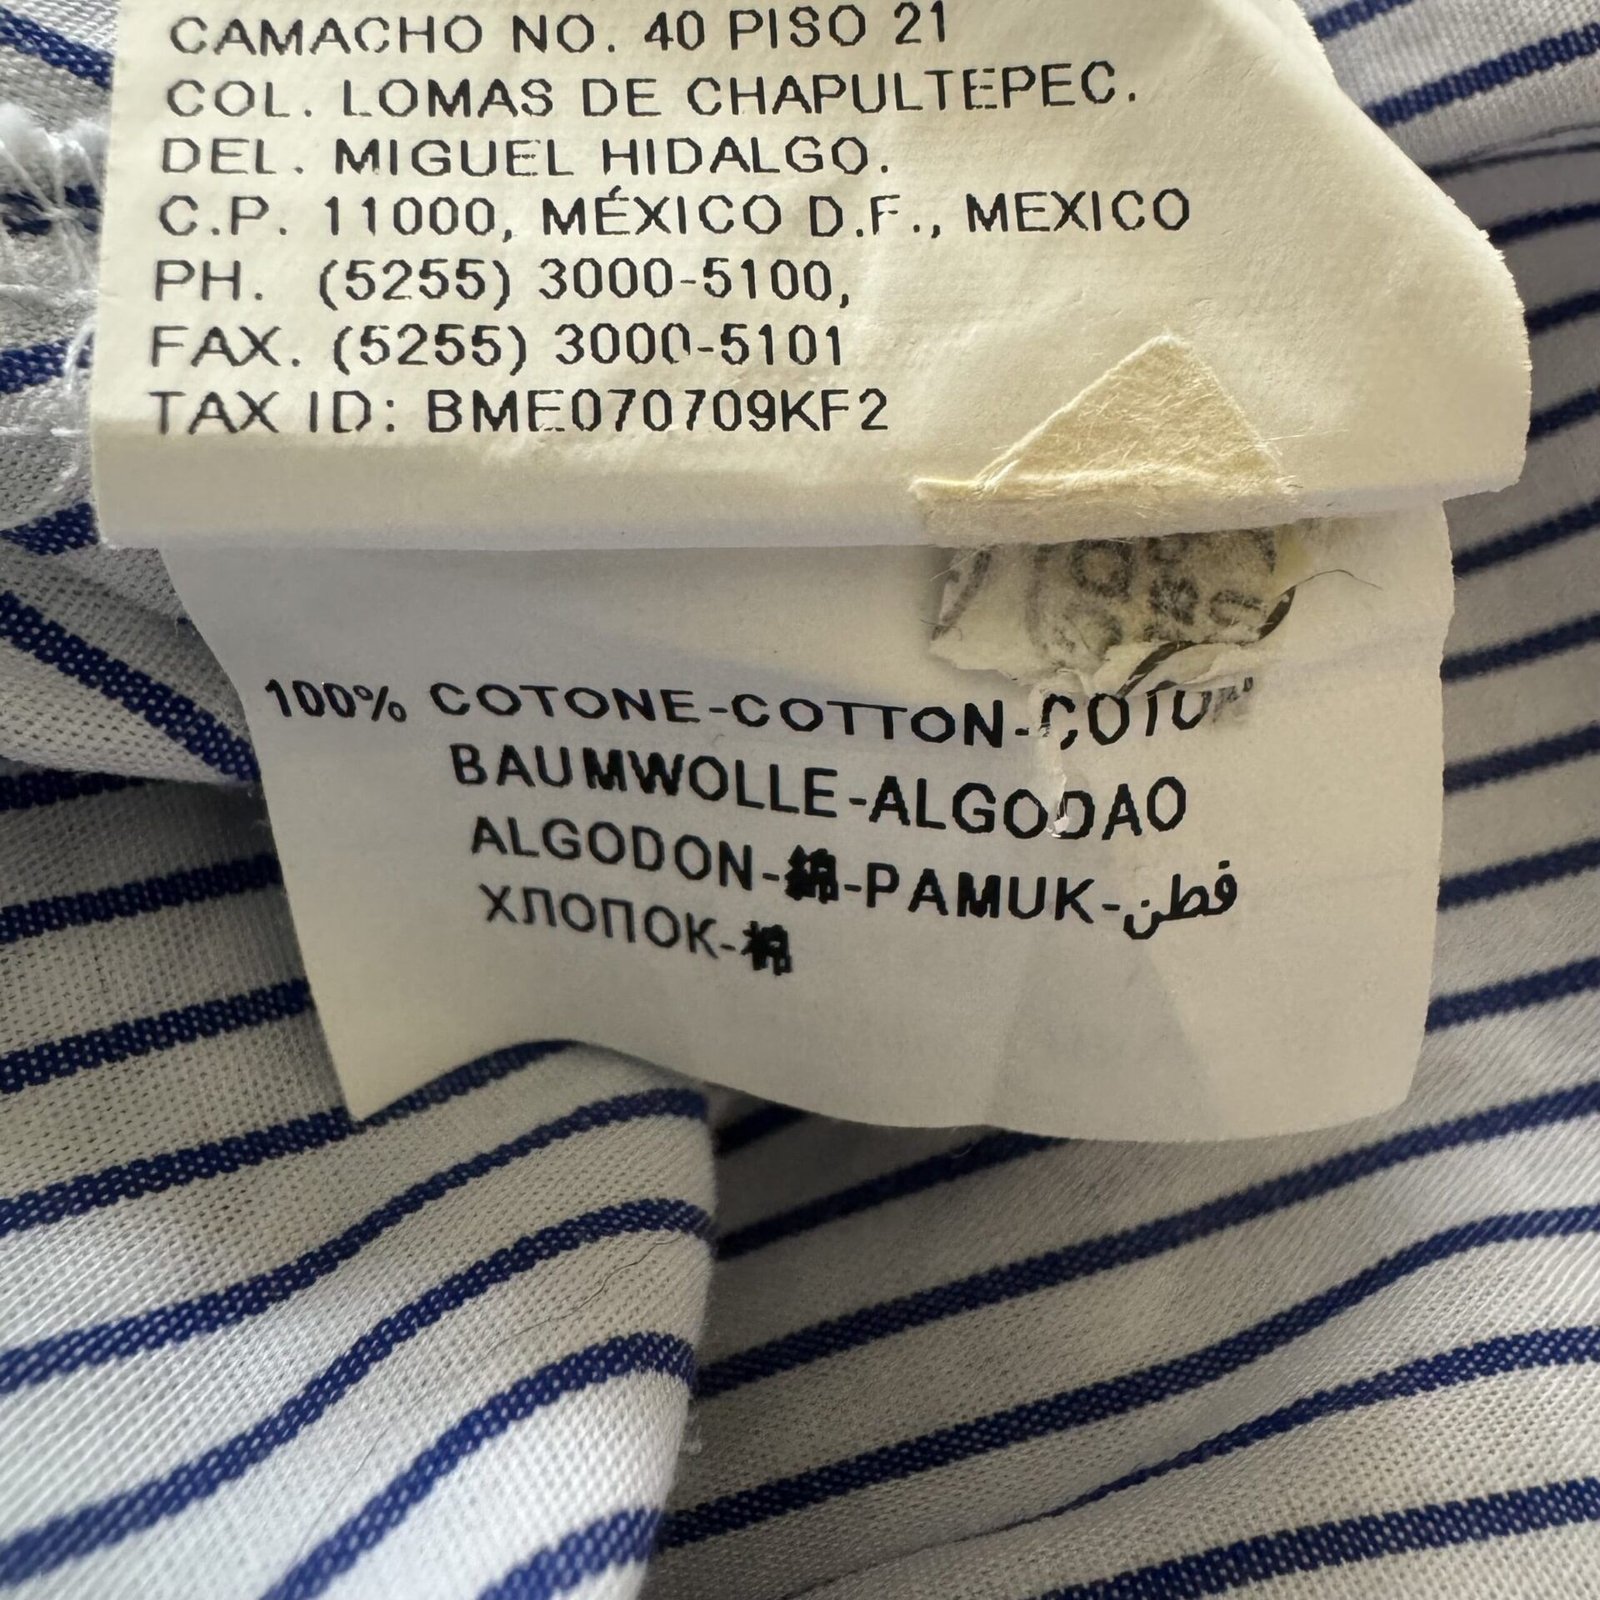 CAMACHO NO. 40 PISO 21
COL. LOMAS DE CHAPULTEPEC.
DEL. MIGUEL HIDALGO.
C.P. 11000, MÉXICO D.F., MEXICO
PH. (5255) 3000-5100,
FAX. (5255) 3000-5101
TAX ID: BME070709KF2
100% COTONE-COTTON-
BAUMWOLLE-ALGODAO
ALGODON-綿-PAMUK-قطن
ХЛОПОК-棉